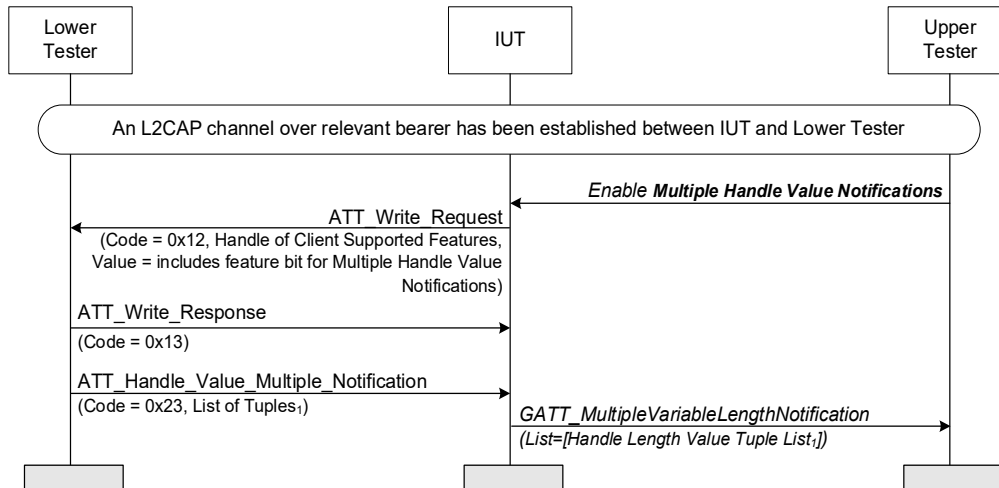 Lower
Tester
IUT
Upper
Tester
An L2CAP channel over relevant bearer has been established between IUT and Lower Tester
Enable Multiple Handle Value Notifications
ATT_Write_Request
(Code = 0x12, Handle of Client Supported Features,
Value = includes feature bit for Multiple Handle Value
Notifications)
ATT_Write_Response
(Code = 0x13)
ATT_Handle_Value_Multiple_Notification
(Code = 0x23, List of Tuples₁)
GATT_MultipleVariableLengthNotification
(List=[Handle Length Value Tuple List₁])